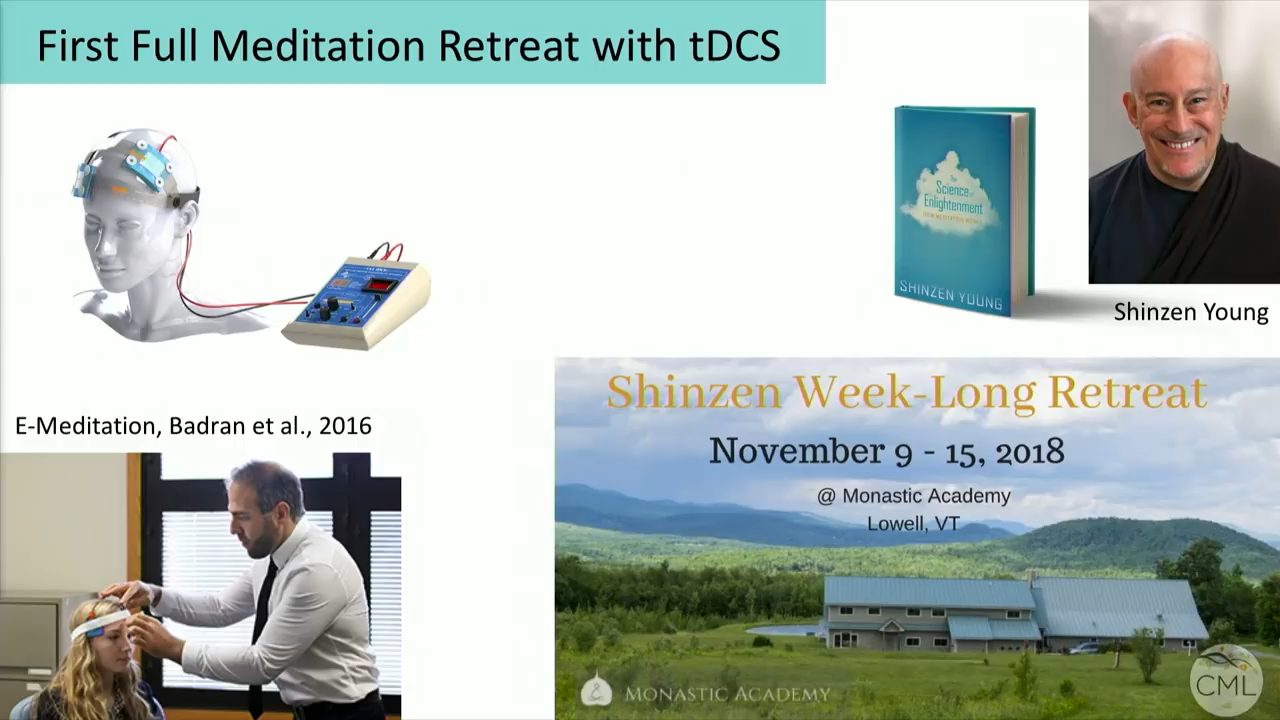 First Full Meditation Retreat with tDCS
The
Science of
Enlightenment
SHINZEN YOUNG
Shinzen Young
E-Meditation, Badran et al., 2016
Shinzen Week-Long Retreat
November 9 - 15, 2018
@ Monastic Academy
Lowell, VT
MONASTIC ACADEMY
CML